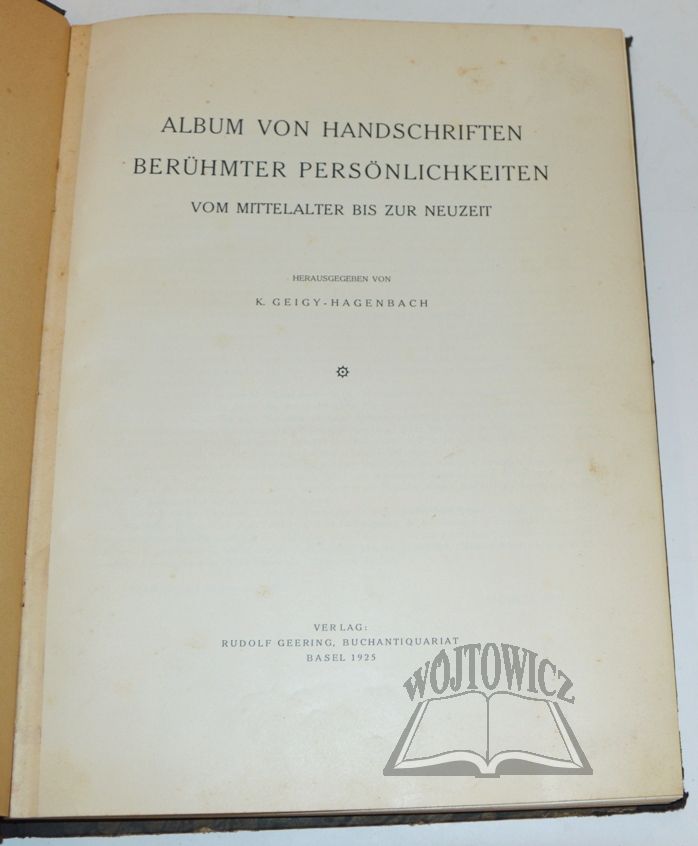 ALBUM VON HANDSCHRIFTEN
BERÜHMTER PERSÖNLICHKEITEN
VOM MITTELALTER BIS ZUR NEUZEIT
HERAUSGEGEBEN VON
K. GEIGY-HAGENBACH
VERLAG:
RUDOLF GEERING, BUCHANTIQUARIAT
BASEL 1925
WÓJTOWICZ